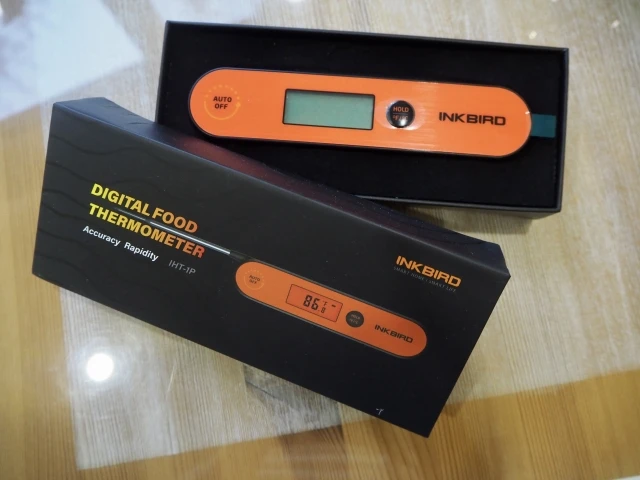 AUTO
OFF
HOLD
INKBIRD
DIGITAL FOOD
THERMOMETER
Accuracy Rapidity
IHT-1P
INKBIRD
AUTO
OFF
86
INKBIRD